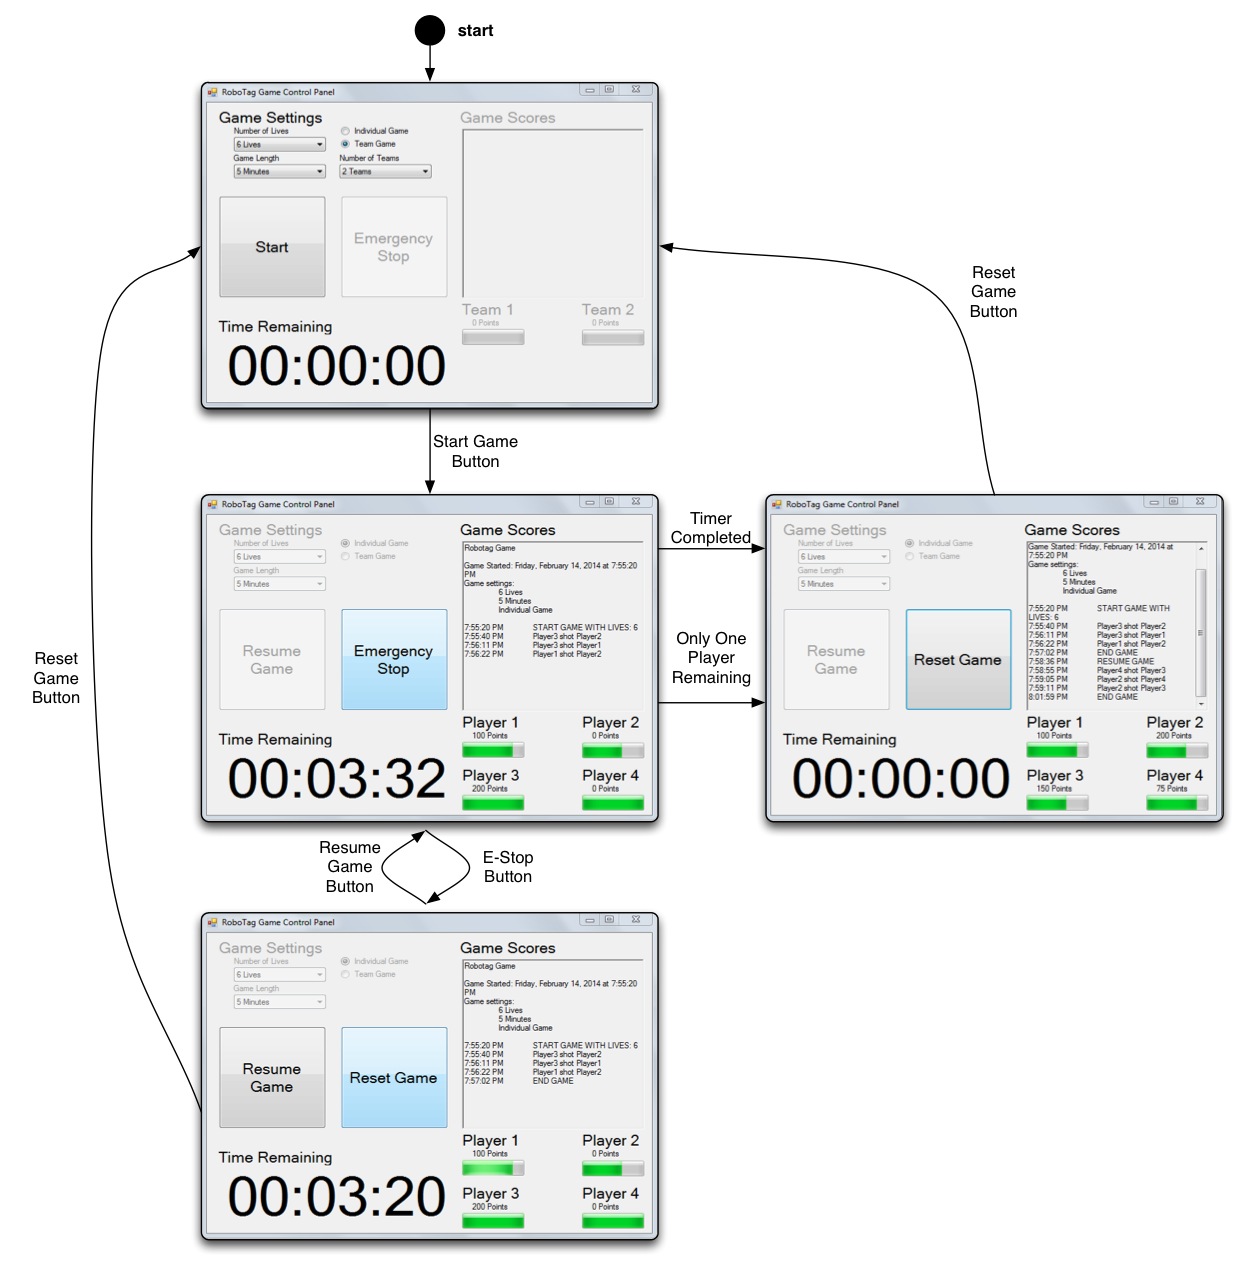 start
RoboTag Game Control Panel
Game Settings
Number of Lives
6 Lives
Game Length
5 Minutes
Individual Game
Team Game
Number of Teams
2 Teams
Start
Emergency
Stop
Time Remaining
00:00:00
Game Scores
Team 1
0 Points
Team 2
0 Points
Reset
Game
Button
Start Game
Button
RoboTag Game Control Panel
Game Settings
Number of Lives
6 Lives
Game Length
5 Minutes
Individual Game
Team Game
Resume
Game
Emergency
Stop
Time Remaining
00:03:32
Game Scores
Robotag Game
Game Started: Friday, February 14, 2014 at 7:55:20
PM
Game settings:
6 Lives
5 Minutes
Individual Game
7:55:20 PM START GAME WITH LIVES: 6
7:55:40 PM Player3 shot Player2
7:56:11 PM Player3 shot Player1
7:56:22 PM Player1 shot Player2
Player 1
100 Points
Player 2
0 Points
Player 3
200 Points
Player 4
0 Points
Timer
Completed
Only One
Player
Remaining
RoboTag Game Control Panel
Game Settings
Number of Lives
6 Lives
Game Length
5 Minutes
Individual Game
Team Game
Resume
Game
Reset Game
Time Remaining
00:00:00
Game Scores
Game Started: Friday, February 14, 2014 at
7:55:20 PM
Game settings:
6 Lives
5 Minutes
Individual Game
7:55:20 PM START GAME WITH
LIVES: 6
7:55:40 PM Player3 shot Player2
7:56:11 PM Player3 shot Player1
7:56:22 PM Player1 shot Player2
7:57:02 PM END GAME
7:58:36 PM RESUME GAME
7:58:55 PM Player4 shot Player3
7:59:05 PM Player2 shot Player4
7:59:11 PM Player2 shot Player3
8:01:59 PM END GAME
Player 1
100 Points
Player 2
200 Points
Player 3
150 Points
Player 4
75 Points
Reset
Game
Button
Resume
Game
Button
E-Stop
Button
RoboTag Game Control Panel
Game Settings
Number of Lives
6 Lives
Game Length
5 Minutes
Individual Game
Team Game
Resume
Game
Reset Game
Time Remaining
00:03:20
Game Scores
Robotag Game
Game Started: Friday, February 14, 2014 at 7:55:20
PM
Game settings:
6 Lives
5 Minutes
Individual Game
7:55:20 PM START GAME WITH LIVES: 6
7:55:40 PM Player3 shot Player2
7:56:11 PM Player3 shot Player1
7:56:22 PM Player1 shot Player2
7:57:02 PM END GAME
Player 1
100 Points
Player 2
0 Points
Player 3
200 Points
Player 4
0 Points